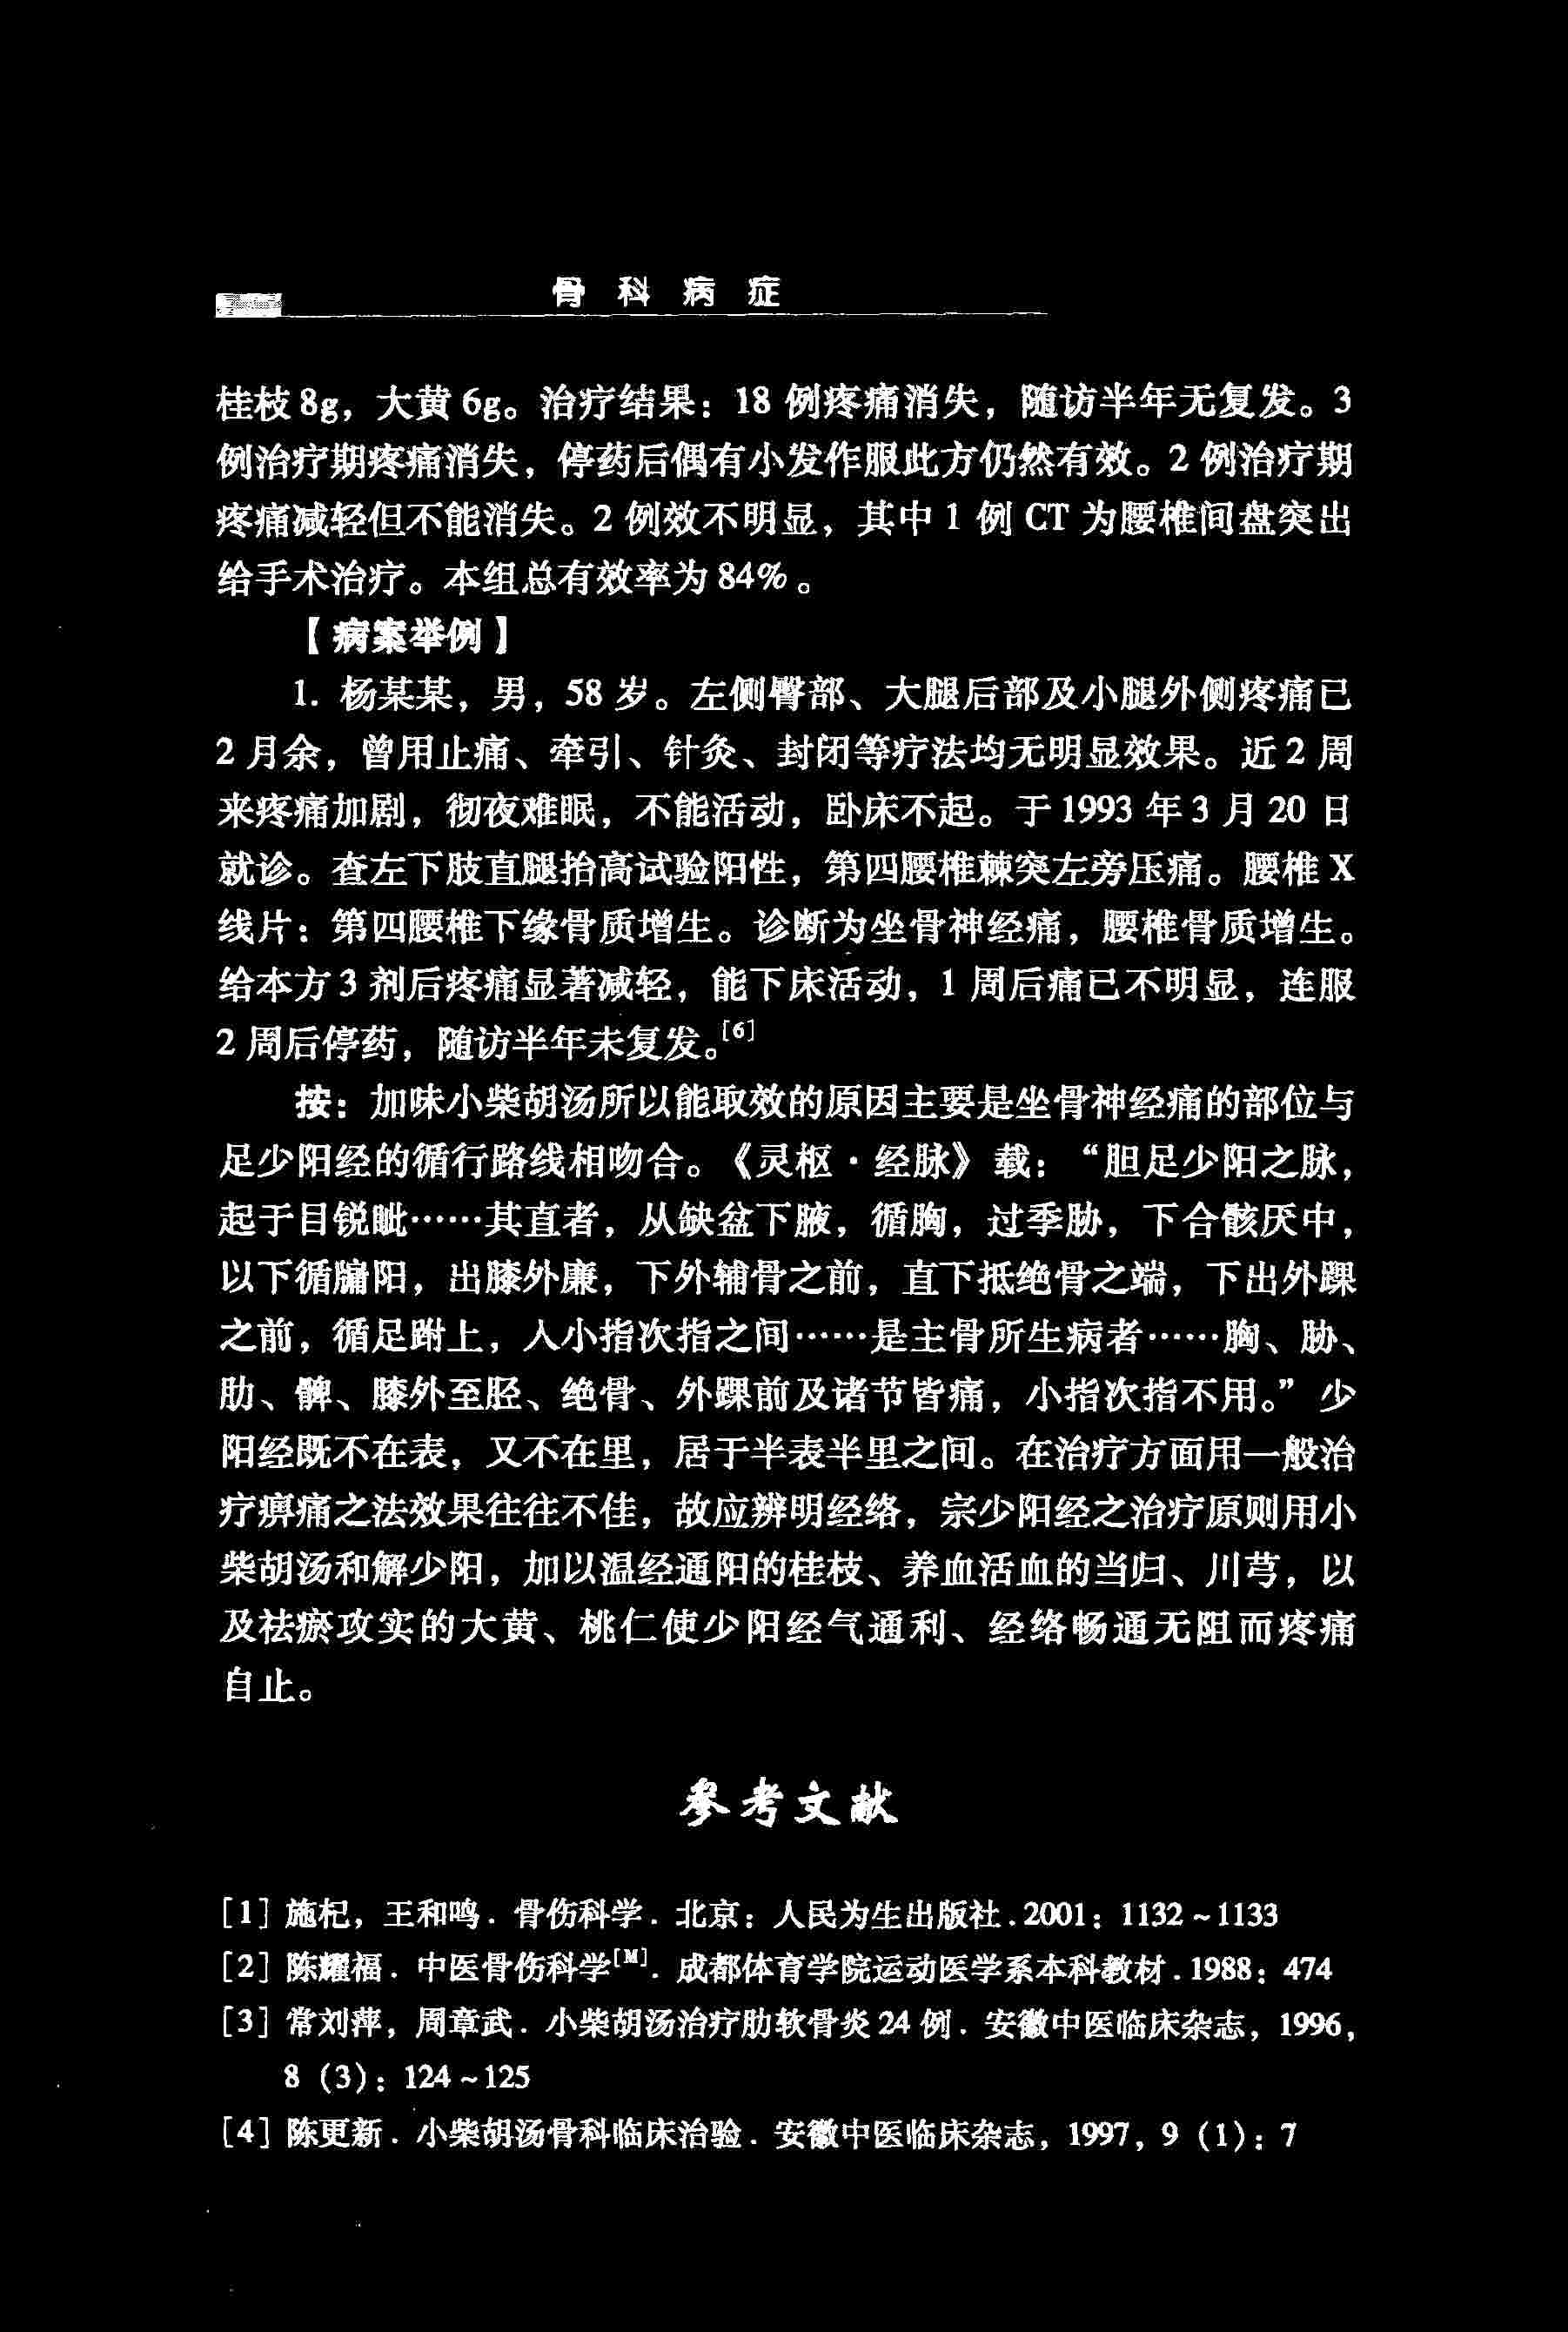 骨科病症
桂枝8g，大黄6g。治疗结果：18例疼痛消失，随访半年无复发。3
例治疗期疼痛消失，停药后偶有小发作服此方仍然有效。2例治疗期
疼痛减轻但不能消失。2例效不明显，其中1例CT为腰椎间盘突出
给手术治疗。本组总有效率为84%。
【病案举例】
1. 杨某某，男，58岁。左侧臀部、大腿后部及小腿外侧疼痛已
2月余，曾用止痛、牵引、针灸、封闭等疗法均无明显效果。近2周
来疼痛加剧，彻夜难眠，不能活动，卧床不起。于1993年3月20日
就诊。查左下肢直腿抬高试验阳性，第四腰椎棘突左旁压痛。腰椎X
线片：第四腰椎下缘骨质增生。诊断为坐骨神经痛，腰椎骨质增生。
给本方3剂后疼痛显著减轻，能下床活动，1周后痛已不明显，连服
2周后停药，随访半年未复发。[6]
按：加味小柴胡汤所以能取效的原因主要是坐骨神经痛的部位与
足少阳经的循行路线相吻合。《灵枢·经脉》载：“胆足少阳之脉，
起于目锐眦……其直者，从缺盆下腋，循胸，过季胁，下合髋厌中，
以下循牖阳，出膝外廉，下外辅骨之前，直下抵绝骨之端，下出外踝
之前，循足跗上，入小指次指之间……是主骨所生病者……胸、胁、
肋、髀、膝外至胫、绝骨、外踝前及诸节皆痛，小指次指不用。”少
阳经既不在表，又不在里，居于半表半里之间。在治疗方面用一般治
疗痹痛之法效果往往不佳，故应辨明经络，宗少阳经之治疗原则用小
柴胡汤和解少阳，加以温经通阳的桂枝、养血活血的当归、川芎，以
及祛瘀攻实的大黄、桃仁使少阳经气通利、经络畅通无阻而疼痛
自止。
参考文献
[1] 施杞，王和鸣. 骨伤科学. 北京：人民为生出版社.2001：1132～1133
[2] 陈耀福. 中医骨伤科学[M]. 成都体育学院运动医学系本科教材.1988：474
[3] 常刘萍，周章武. 小柴胡汤治疗肋软骨炎24例. 安徽中医临床杂志，1996，
8（3）：124～125
[4] 陈更新. 小柴胡汤骨科临床治验. 安徽中医临床杂志，1997，9（1）：7